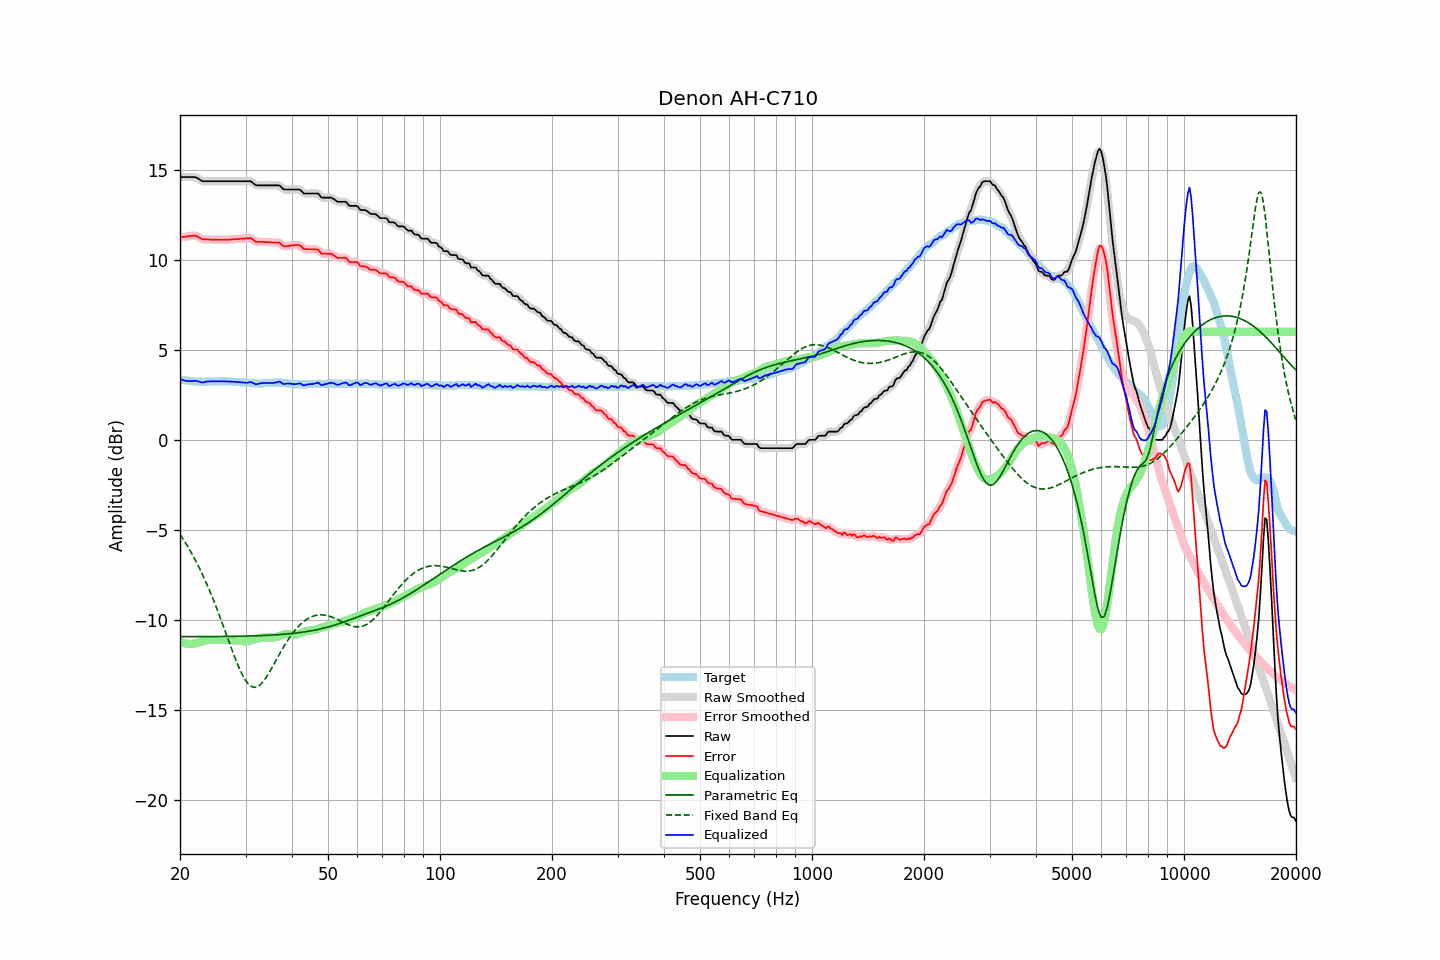 Denon AH-C710
Amplitude (dBr)
15
10
5
0
−5
−10
−15
−20
Target
Raw Smoothed
Error Smoothed
Raw
Error
Equalization
Parametric Eq
Fixed Band Eq
Equalized
20 50 100 200 500 1000 2000 5000 10000 20000
Frequency (Hz)